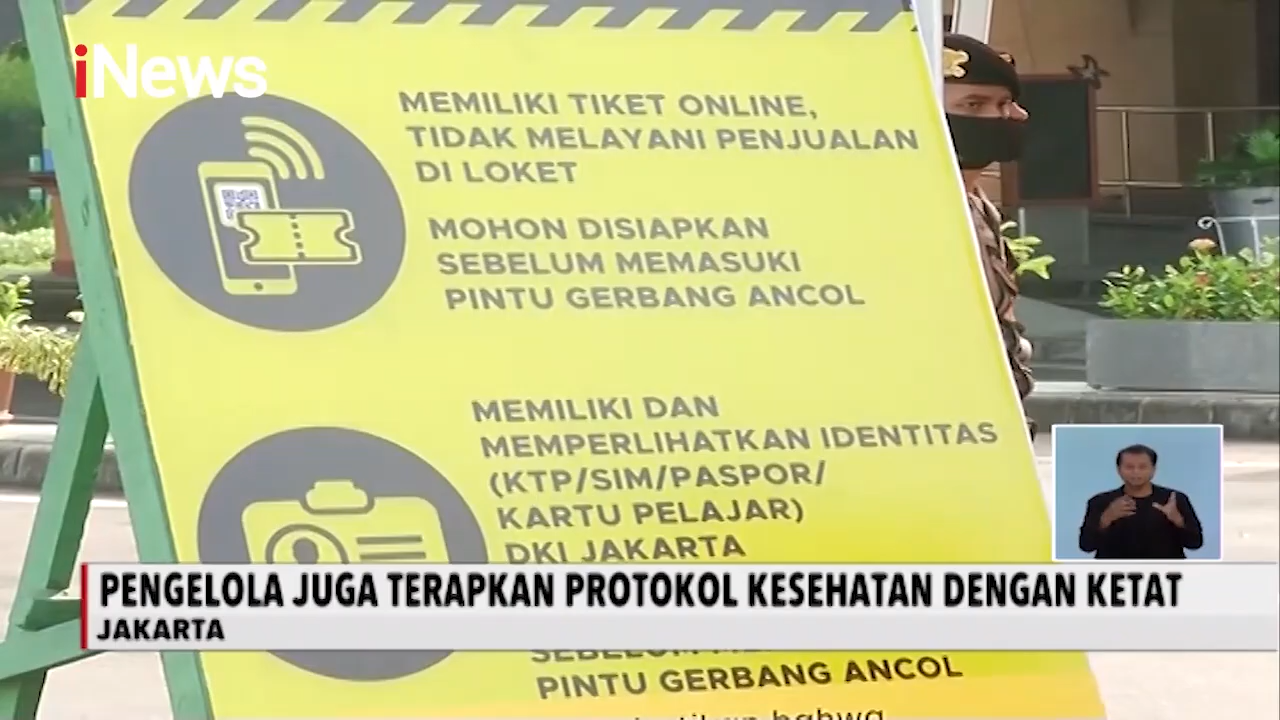 iNews
MEMILIKI TIKET ONLINE,
TIDAK MELAYANI PENJUALAN
DI LOKET
MOHON DISIAPKAN
SEBELUM MEMASUKI
PINTU GERBANG ANCOL
MEMILIKI DAN
MEMPERLIHATKAN IDENTITAS
(KTP/SIM/PASPOR/
KARTU PELAJAR)
DKI JAKARTA
PENGELOLA JUGA TERAPKAN PROTOKOL KESEHATAN DENGAN KETAT
JAKARTA
PINTU GERBANG ANCOL
bahwa